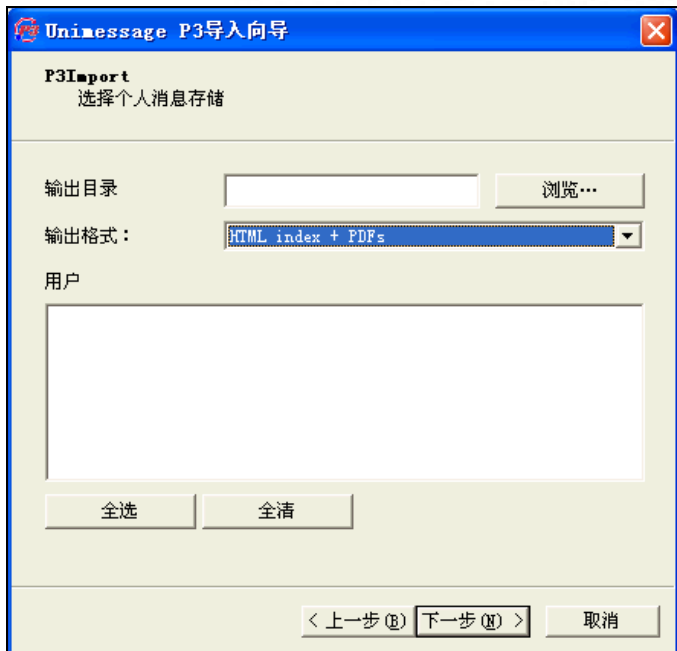 Unimessage P3导入向导
P3Import
选择个人消息存储
输出目录
浏览…
输出格式：
HTML index + PDFs
用户
全选
全清
< 上一步(B)
下一步(N) >
取消